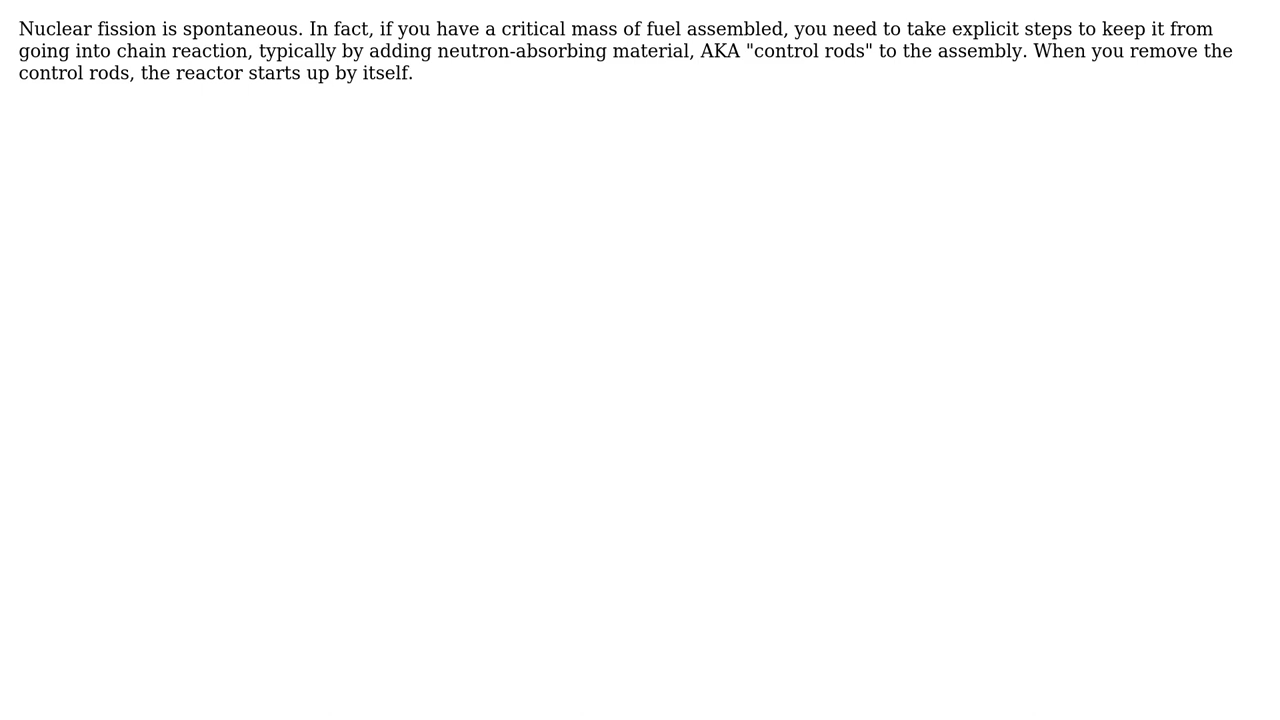 Nuclear fission is spontaneous. In fact, if you have a critical mass of fuel assembled, you need to take explicit steps to keep it from
going into chain reaction, typically by adding neutron-absorbing material, AKA "control rods" to the assembly. When you remove the
control rods, the reactor starts up by itself.